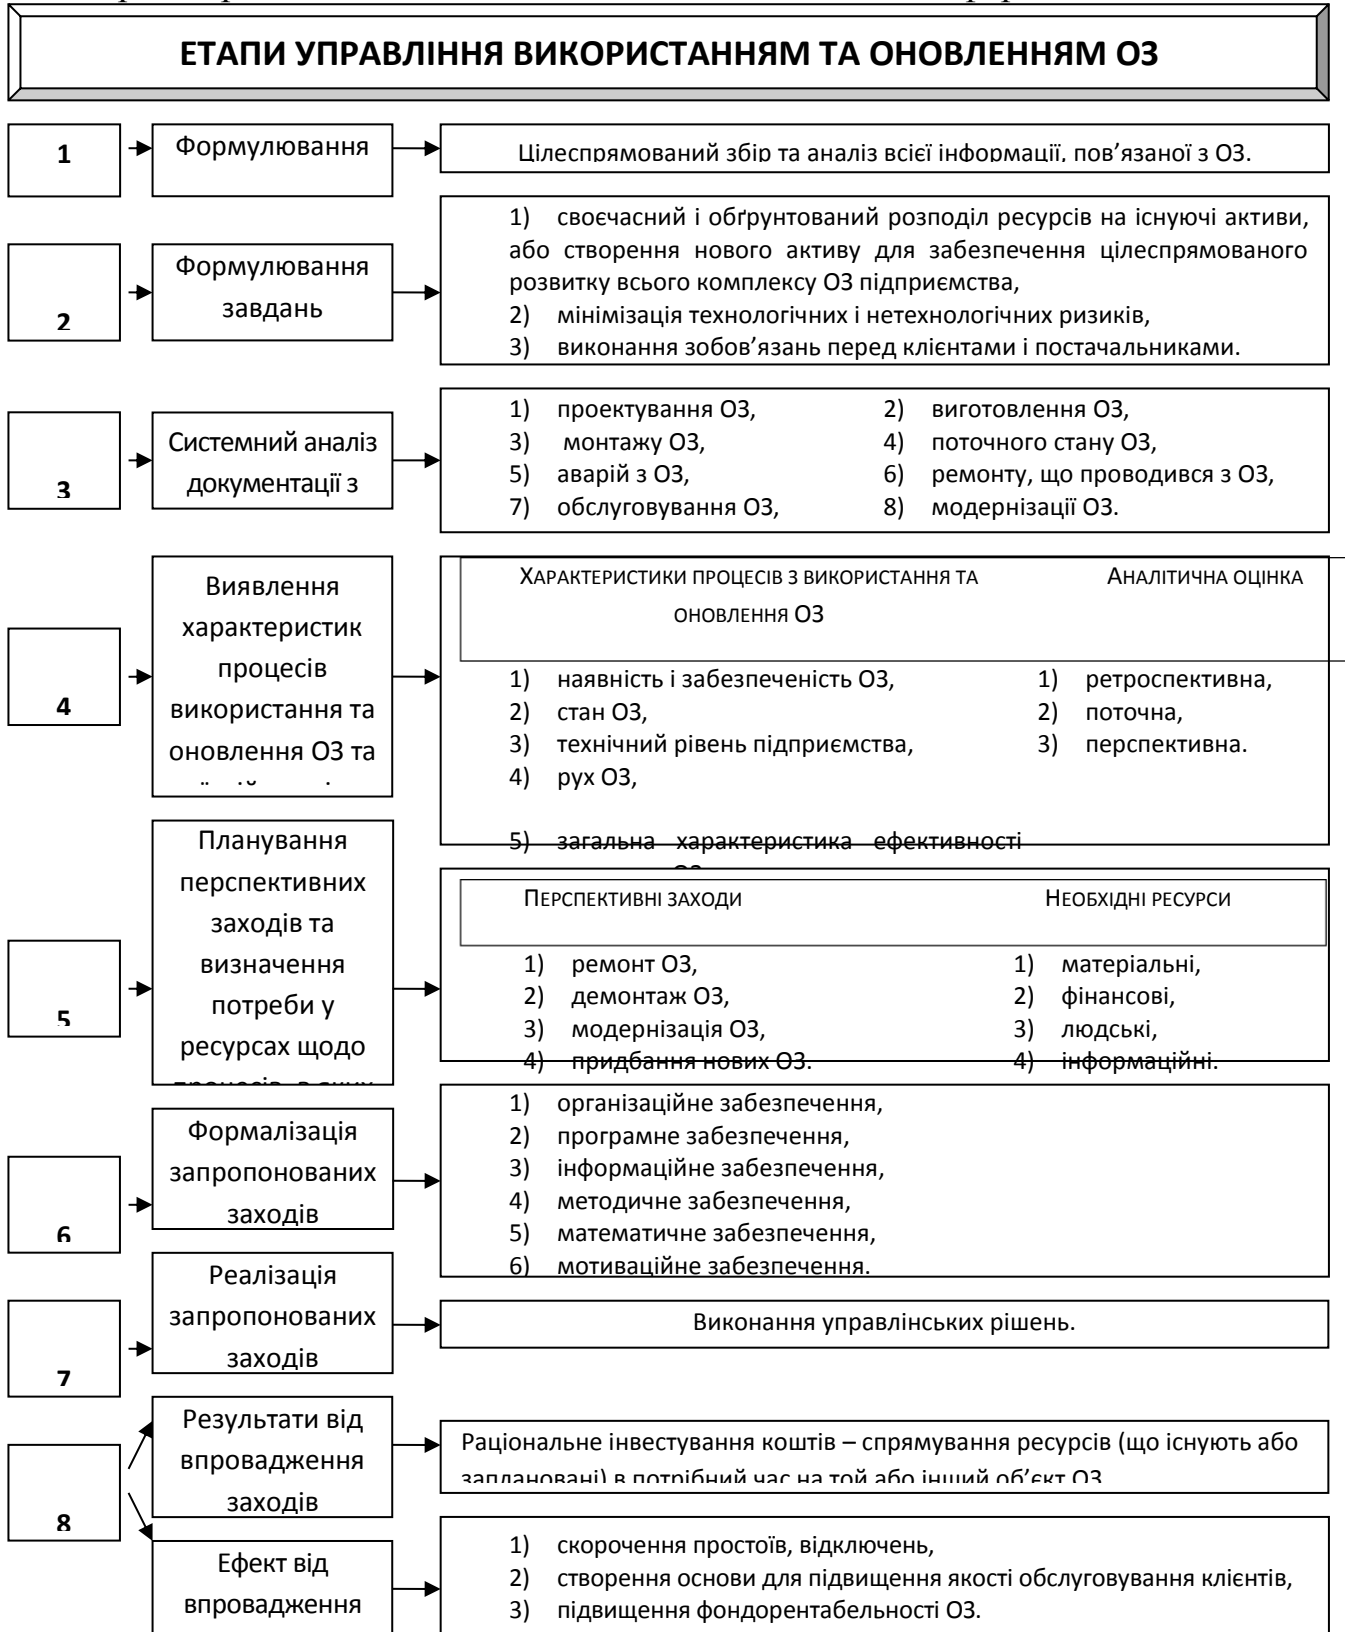 ЕТАПИ УПРАВЛІННЯ ВИКОРИСТАННЯМ ТА ОНОВЛЕННЯМ ОЗ
1
Формулювання
Цілеспрямований збір та аналіз всієї інформації, пов’язаної з ОЗ.
2
Формулювання
завдань
1) своєчасний і обґрунтований розподіл ресурсів на існуючі активи,
або створення нового активу для забезпечення цілеспрямованого
розвитку всього комплексу ОЗ підприємства,
2) мінімізація технологічних і нетехнологічних ризиків,
3) виконання зобов’язань перед клієнтами і постачальниками.
3
Системний аналіз
документації з
1) проектування ОЗ, 2) виготовлення ОЗ,
3) монтажу ОЗ, 4) поточного стану ОЗ,
5) аварій з ОЗ, 6) ремонту, що проводився з ОЗ,
7) обслуговування ОЗ, 8) модернізації ОЗ.
4
Виявлення
характеристик
процесів
використання та
оновлення ОЗ та
ХАРАКТЕРИСТИКИ ПРОЦЕСІВ З ВИКОРИСТАННЯ ТА АНАЛІТИЧНА ОЦІНКА
ОНОВЛЕННЯ ОЗ
1) наявність і забезпеченість ОЗ, 1) ретроспективна,
2) стан ОЗ, 2) поточна,
3) технічний рівень підприємства, 3) перспективна.
4) рух ОЗ,
5) загальна характеристика ефективності
5
Планування
перспективних
заходів та
визначення
потреби у
ресурсах щодо
ПЕРСПЕКТИВНІ ЗАХОДИ НЕОБХІДНІ РЕСУРСИ
1) ремонт ОЗ, 1) матеріальні,
2) демонтаж ОЗ, 2) фінансові,
3) модернізація ОЗ, 3) людські,
4) придбання нових ОЗ. 4) інформаційні.
6
Формалізація
запропонованих
заходів
1) організаційне забезпечення,
2) програмне забезпечення,
3) інформаційне забезпечення,
4) методичне забезпечення,
5) математичне забезпечення,
6) мотиваційне забезпечення.
7
Реалізація
запропонованих
заходів
Виконання управлінських рішень.
8
Результати від
впровадження
заходів
Раціональне інвестування коштів – спрямування ресурсів (що існують або
заплановані) в потрібний час на той або інший об’єкт ОЗ
Ефект від
впровадження
1) скорочення простоїв, відключень,
2) створення основи для підвищення якості обслуговування клієнтів,
3) підвищення фондорентабельності ОЗ.